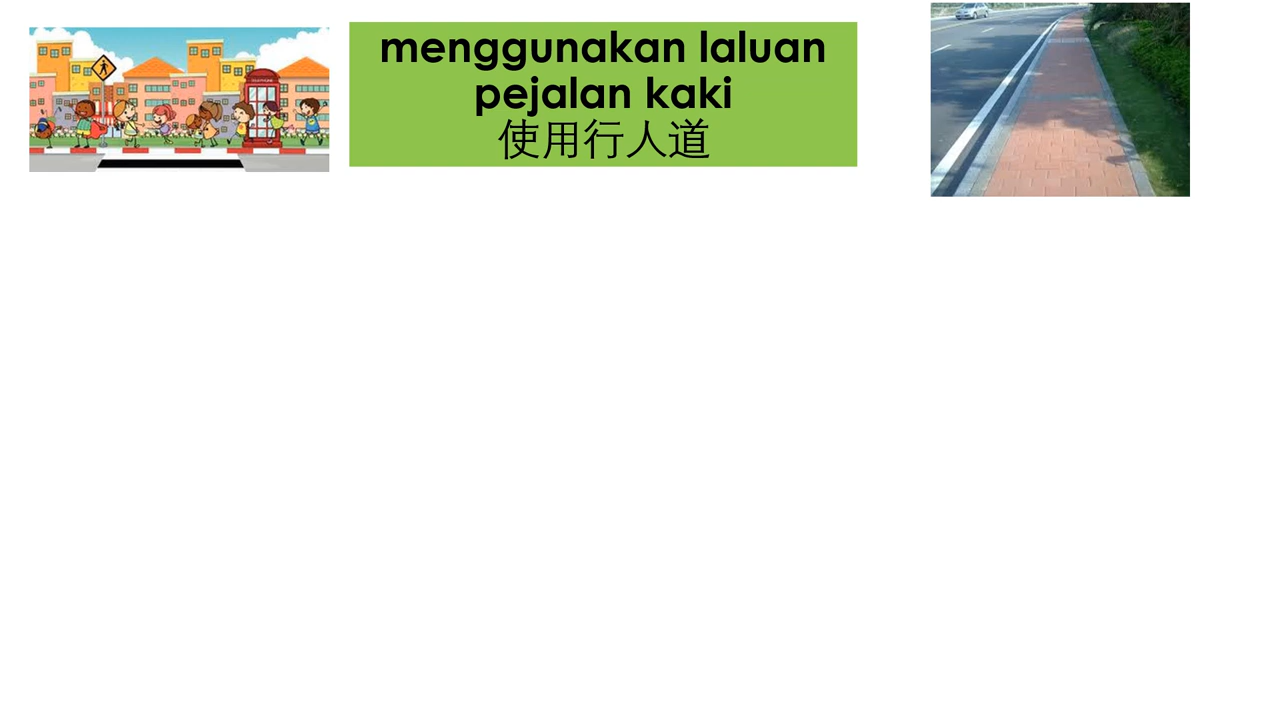 menggunakan laluan
pejalan kaki
使用行人道